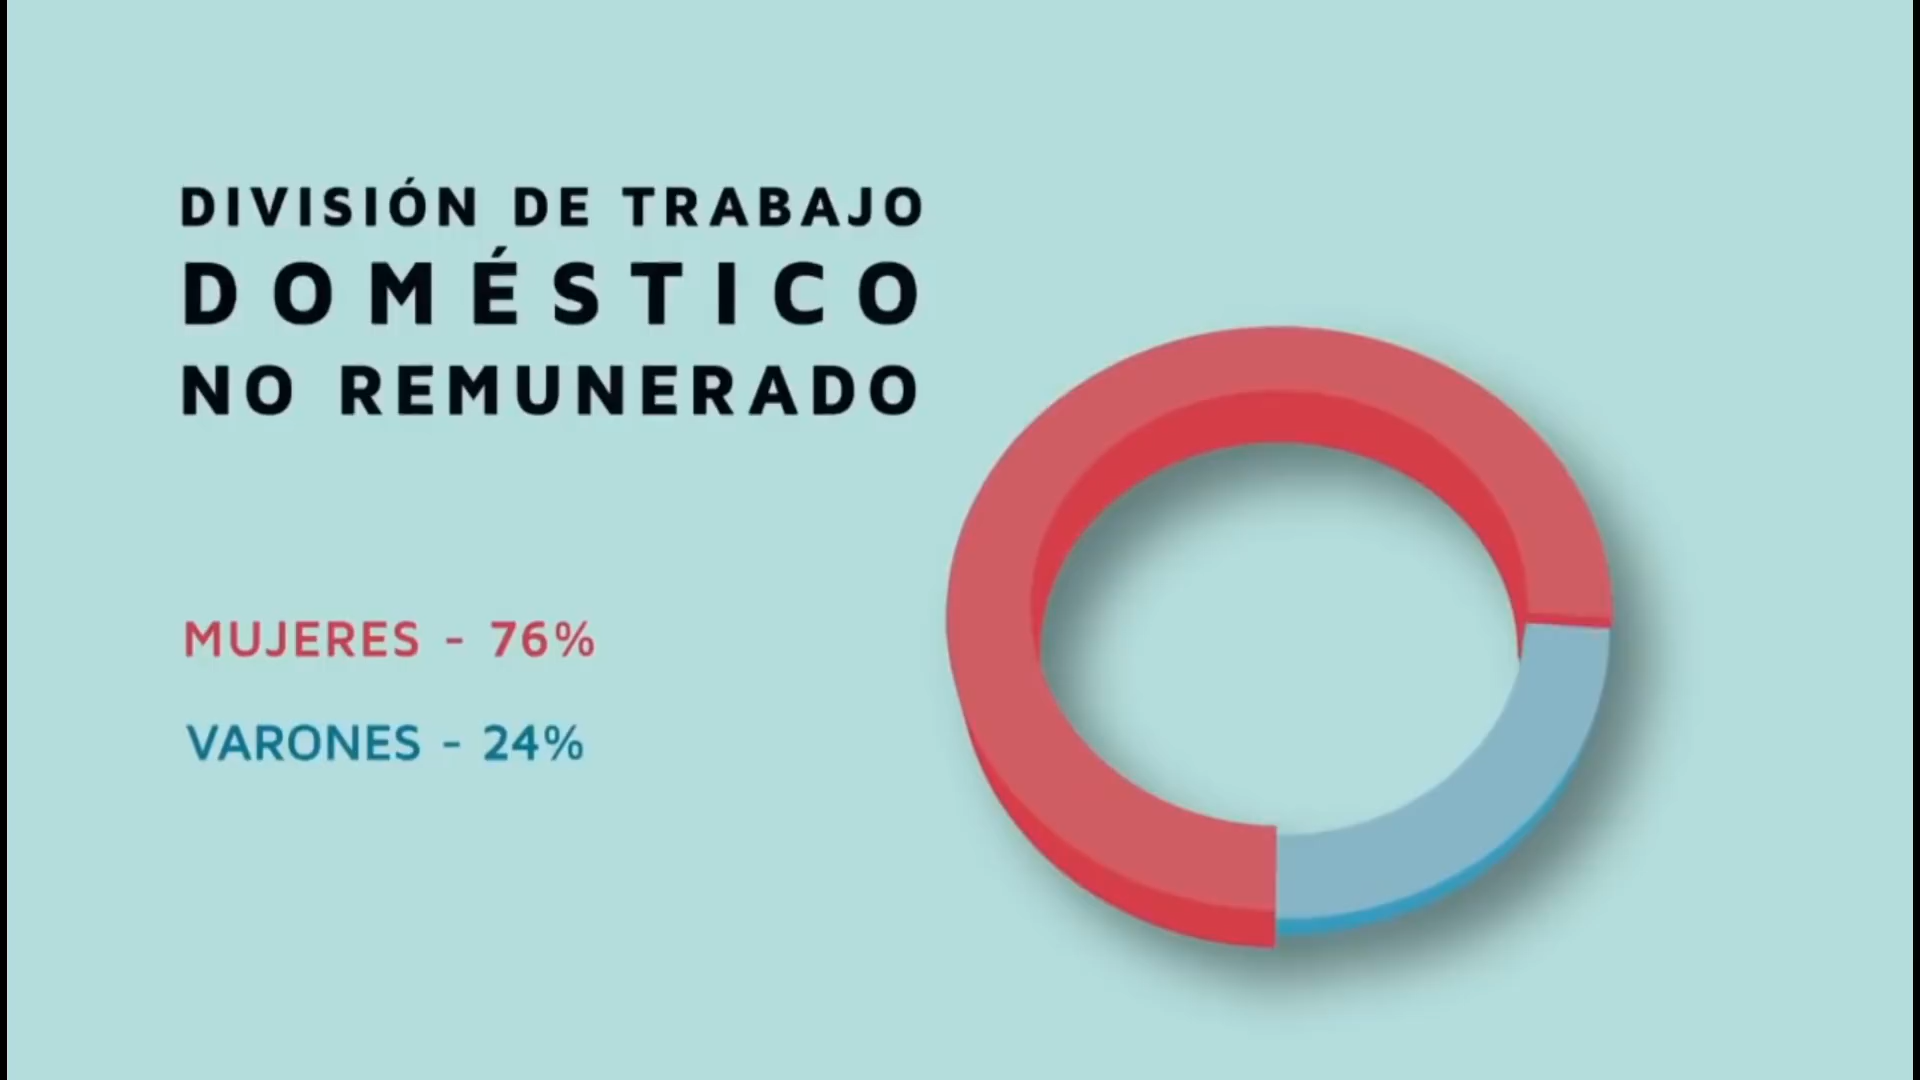 DIVISIÓN DE TRABAJO
DOMÉSTICO
NO REMUNERADO
MUJERES - 76%
VARONES - 24%